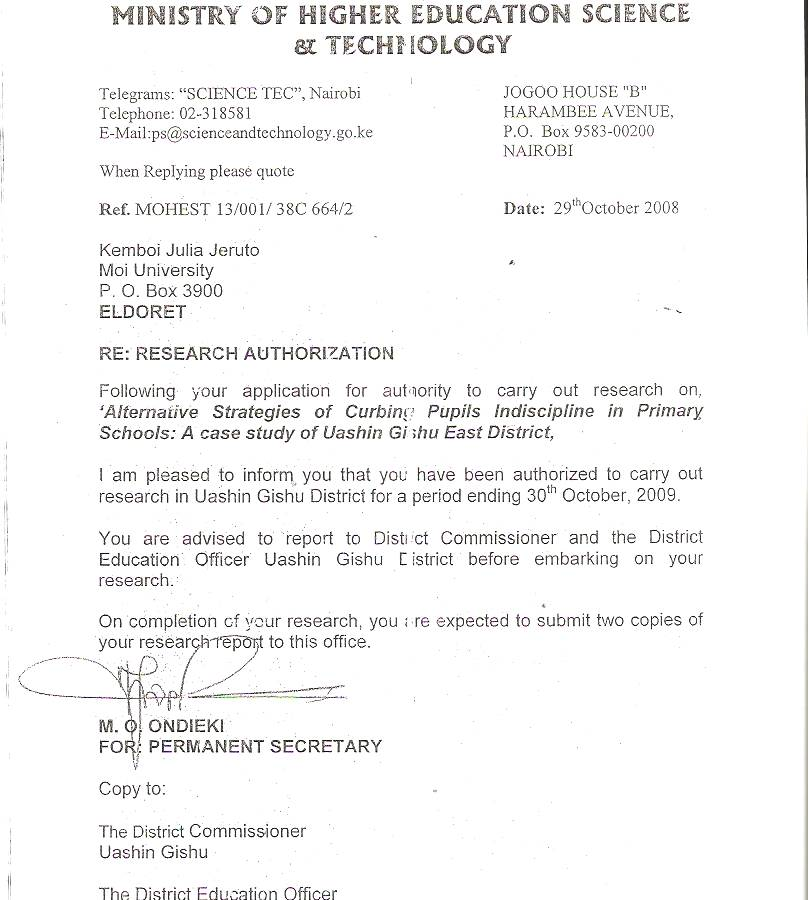 MINISTRY OF HIGHER EDUCATION SCIENCE
& TECHNOLOGY
Telegrams: "SCIENCE TEC", Nairobi
Telephone: 02-318581
E-Mail:ps@scienceandtechnology.go.ke
JOGOO HOUSE "B"
HARAMBEE AVENUE,
P.O. Box 9583-00200
NAIROBI
When Replying please quote
Ref. MOHEST 13/001/ 38C 664/2
Date: 29th October 2008
Kemboi Julia Jeruto
Moi University
P. O. Box 3900
ELDORET
RE: RESEARCH AUTHORIZATION
Following your application for authority to carry out research on,
'Alternative Strategies of Curbing Pupils Indiscipline in Primary
Schools: A case study of Uashin Gishu East District,
I am pleased to inform you that you have been authorized to carry out
research in Uashin Gishu District for a period ending 30th October, 2009.
You are advised to report to District Commissioner and the District
Education Officer Uashin Gishu District before embarking on your
research.
On completion of your research, you are expected to submit two copies of
your research report to this office.
M. O. ONDIEKI
FOR: PERMANENT SECRETARY
Copy to:
The District Commissioner
Uashin Gishu
The District Education Officer